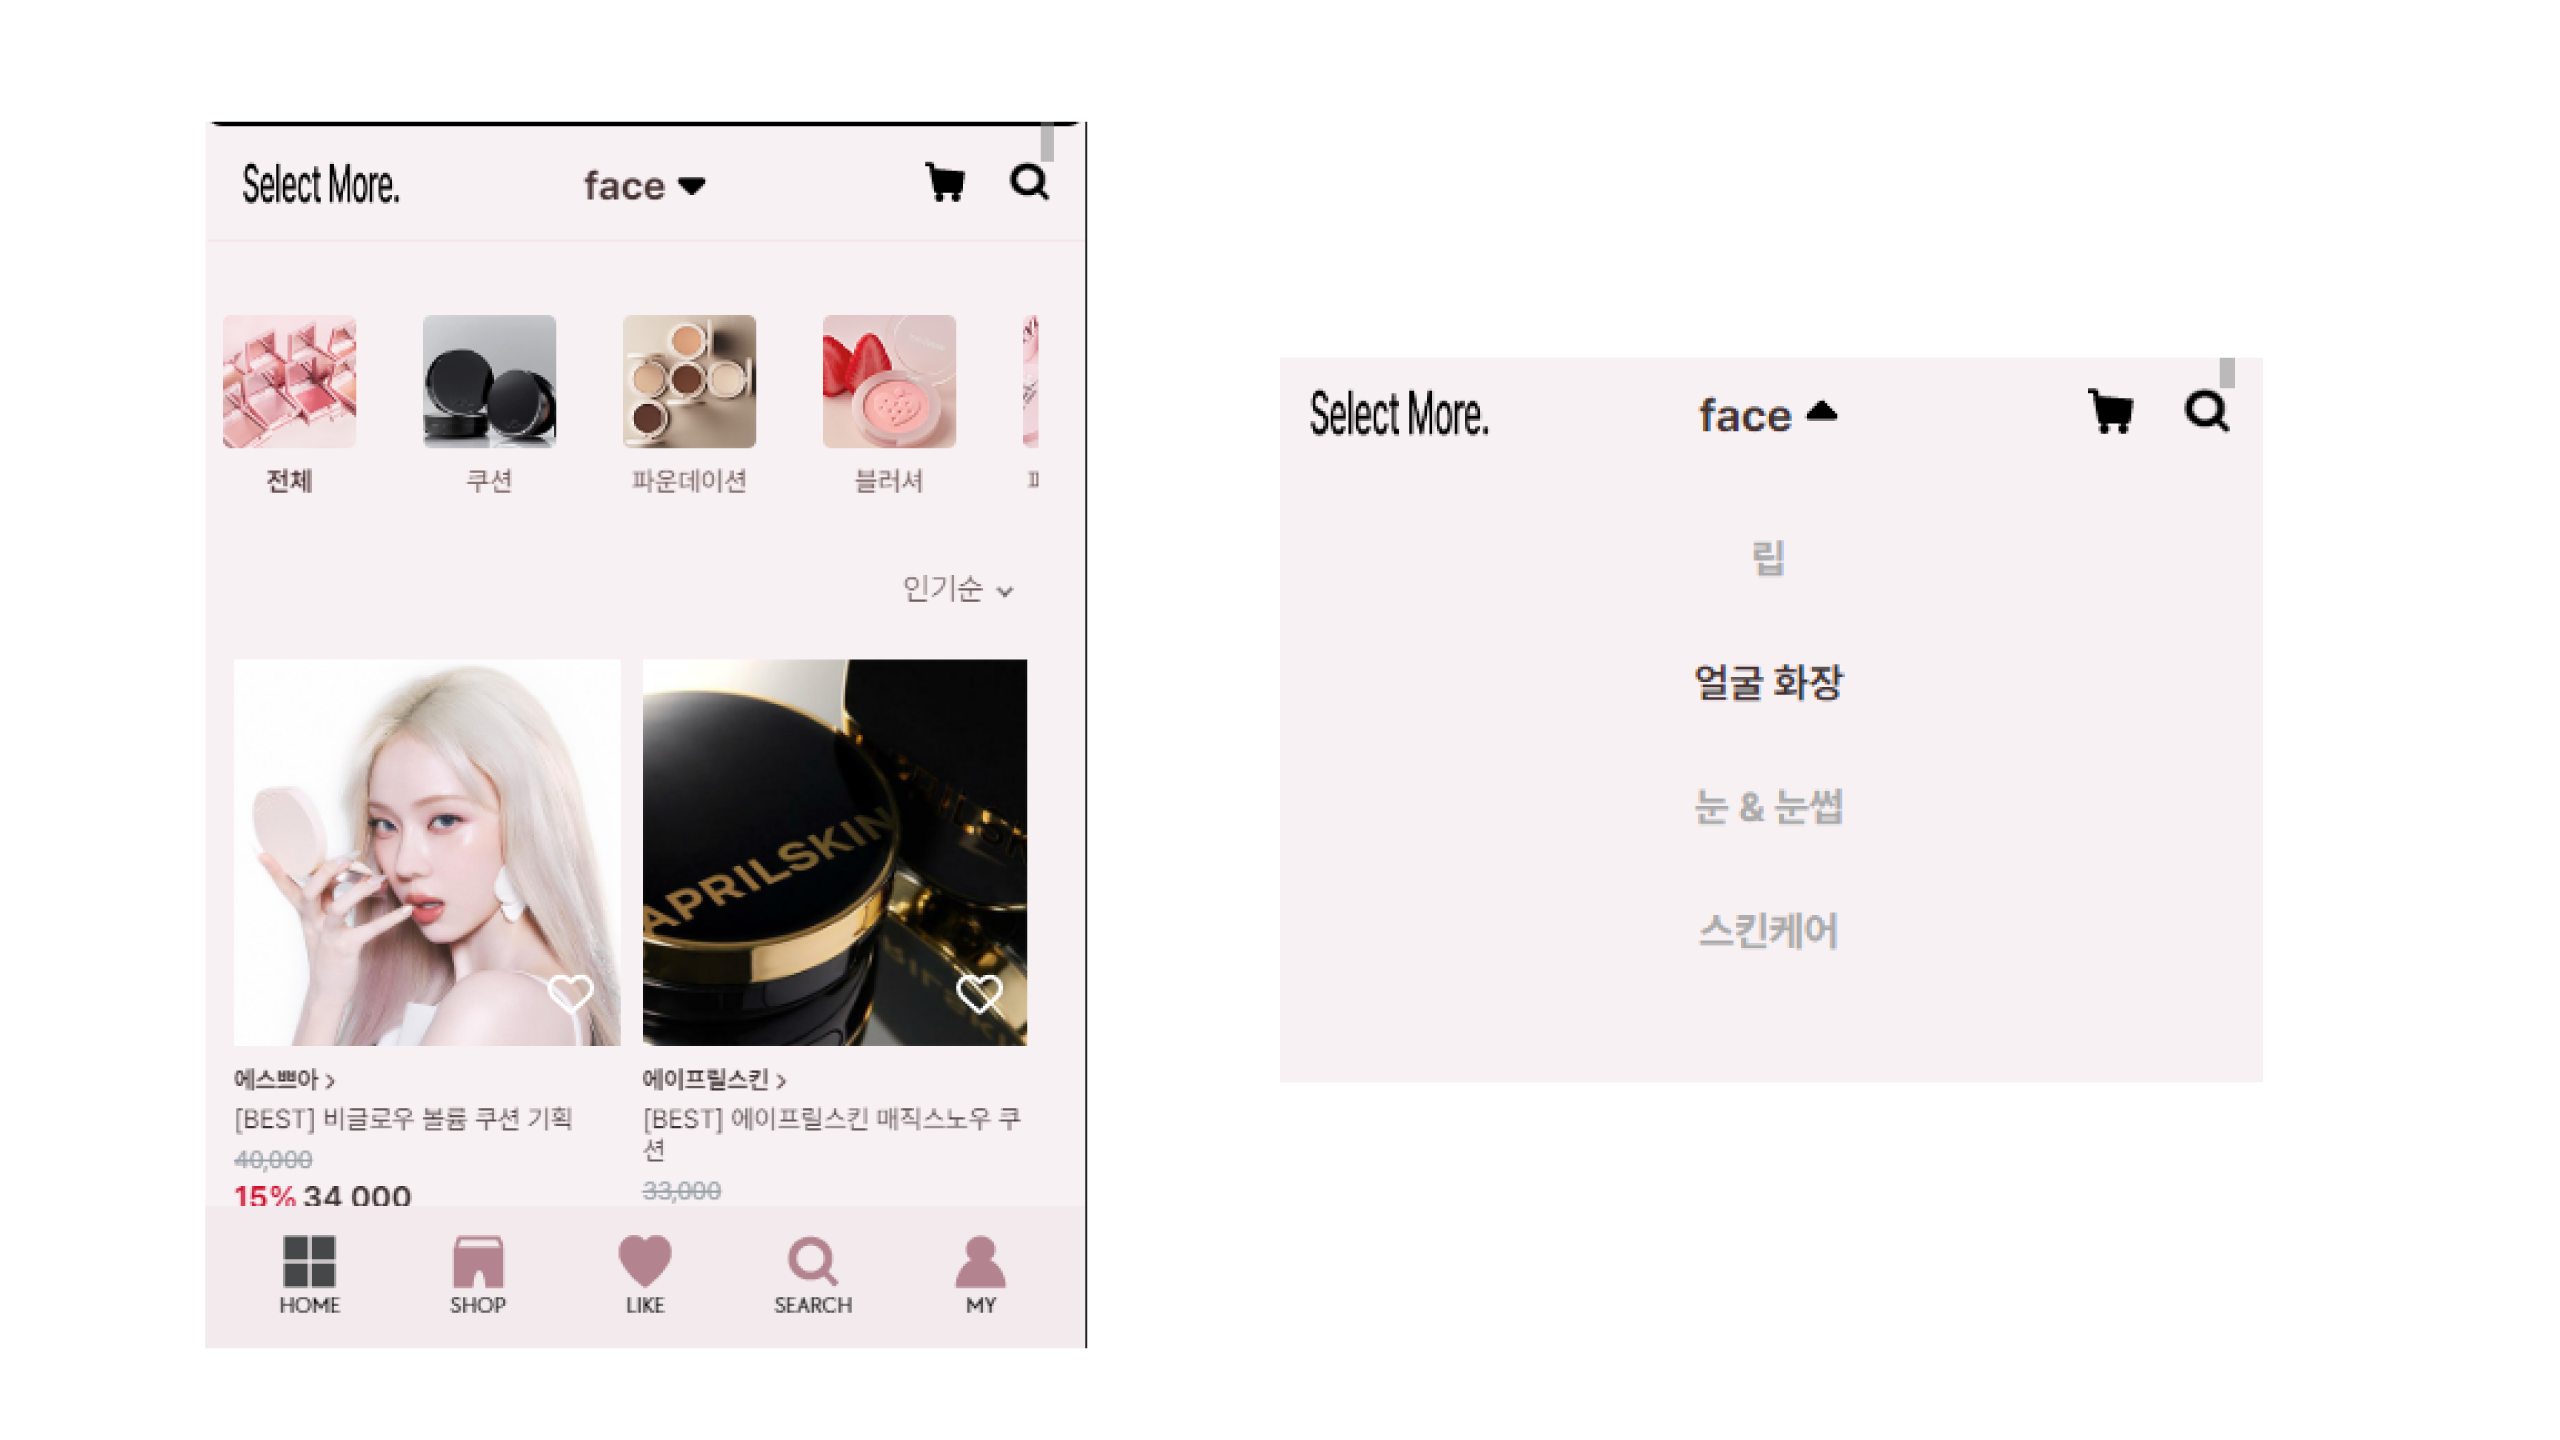 Select More.
face
전체
쿠션
파운데이션
블러셔
인기순
APRILSKIN
에스쁘아 >
[BEST] 비글로우 볼륨 쿠션 기획
40,000
15% 34 000
에이프릴스킨 >
[BEST] 에이프릴스킨 매직스노우 쿠
션
33,000
HOME
SHOP
LIKE
SEARCH
MY
Select More.
face
립
얼굴 화장
눈 & 눈썹
스킨케어